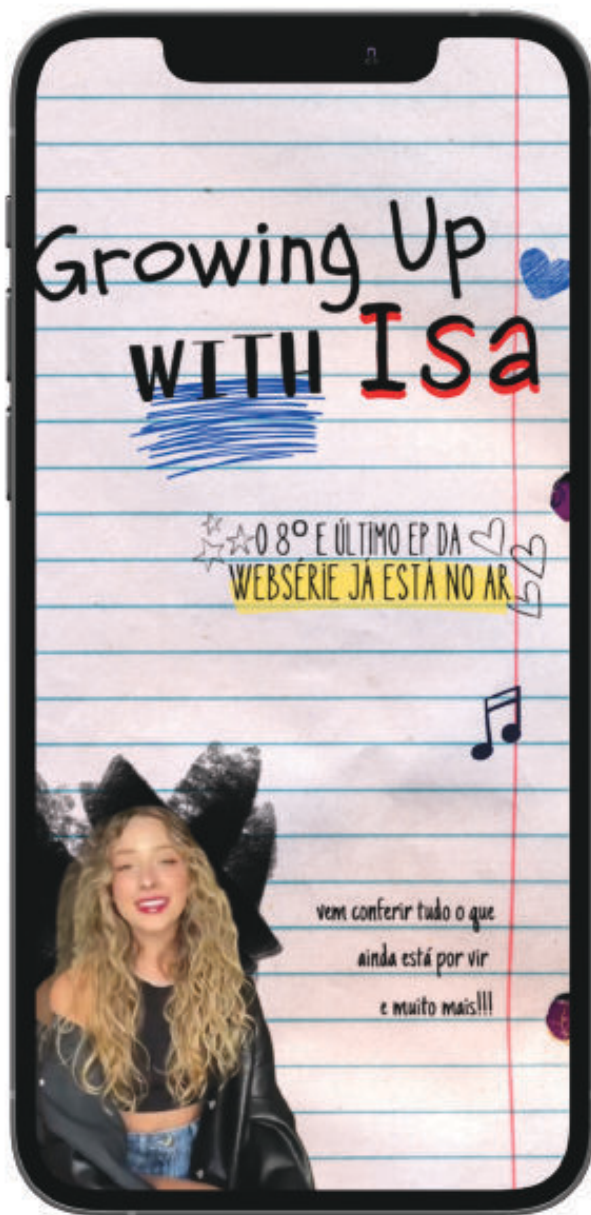 Growing Up
WITH Isa
O 8º E ÚLTIMO EP DA
WEBSÉRIE JÁ ESTÁ NO AR
vem conferir tudo o que
ainda está por vir
e muito mais!!!